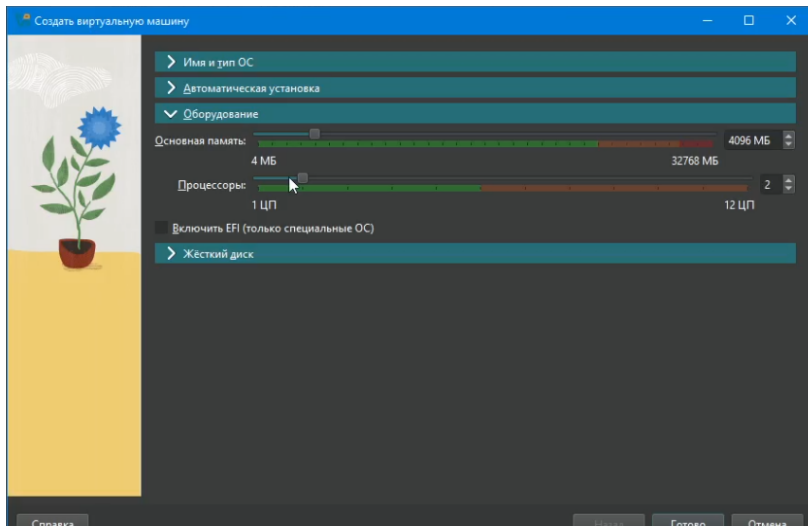 Создать виртуальную машину
Имя и тип ОС
Автоматическая установка
Оборудование
Основная память: 4096 МБ
4 МБ 32768 МБ
Процессоры: 2
1 ЦП 12 ЦП
Включить EFI (только специальные ОС)
Жёсткий диск
Справка Назад Готово Отмена